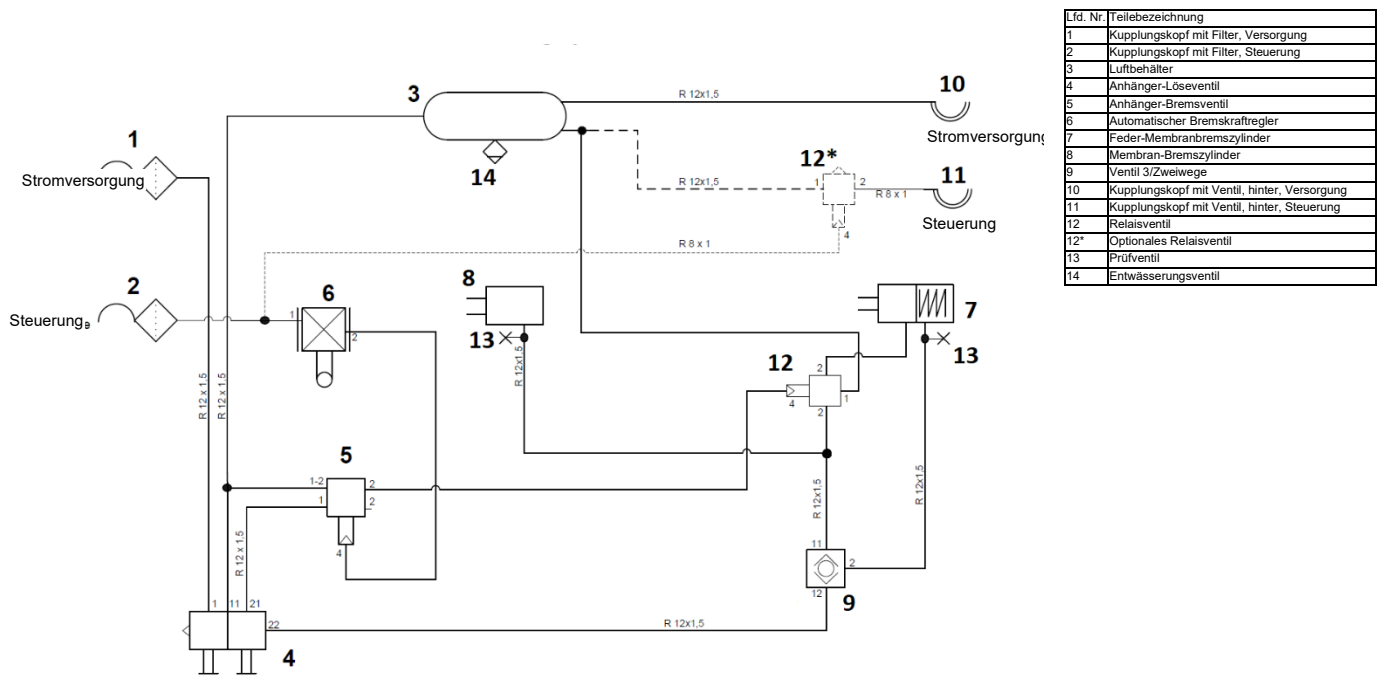 Lfd. Nr. Teilebezeichnung
1 Kupplungskopf mit Filter, Versorgung
2 Kupplungskopf mit Filter, Steuerung
3 Luftbehälter
4 Anhänger-Löseventil
5 Anhänger-Bremsventil
6 Automatischer Bremskraftregler
7 Feder-Membranbremszylinder
8 Membran-Bremszylinder
9 Ventil 3/Zweiwege
10 Kupplungskopf mit Ventil, hinter, Versorgung
11 Kupplungskopf mit Ventil, hinter, Steuerung
12 Relaisventil
12* Optionales Relaisventil
13 Prüfventil
14 Entwässerungsventil
3
R 12x1,5
10
Stromversorgung
1
Stromversorgung
14
12*
R 12x1,5
1
2
R 8 x 1
11
Steuerung
4
R 8 x 1
2
Steuerung
6
1
2
8
13
R 12x1,5
7
13
12
2
4
1
2
R 12 x 1,5
R 12 x 1,5
5
1-2
2
1
2
4
R 12 x 1,5
R 12x1,5
R 12x1,5
11
2
12
9
1
11
21
22
R 12x1,5
4